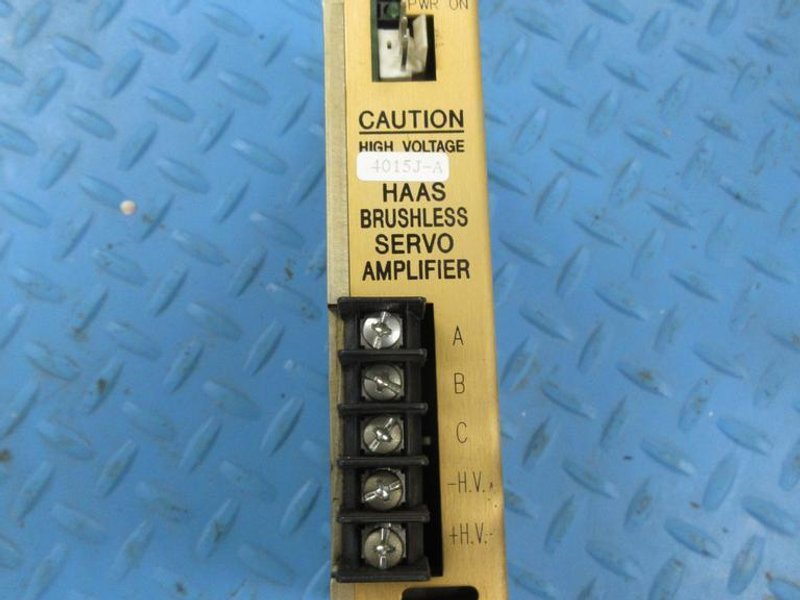 PWR ON
CAUTION
HIGH VOLTAGE
4015J-A
HAAS
BRUSHLESS
SERVO
AMPLIFIER
A
B
C
-H.V.
+H.V.